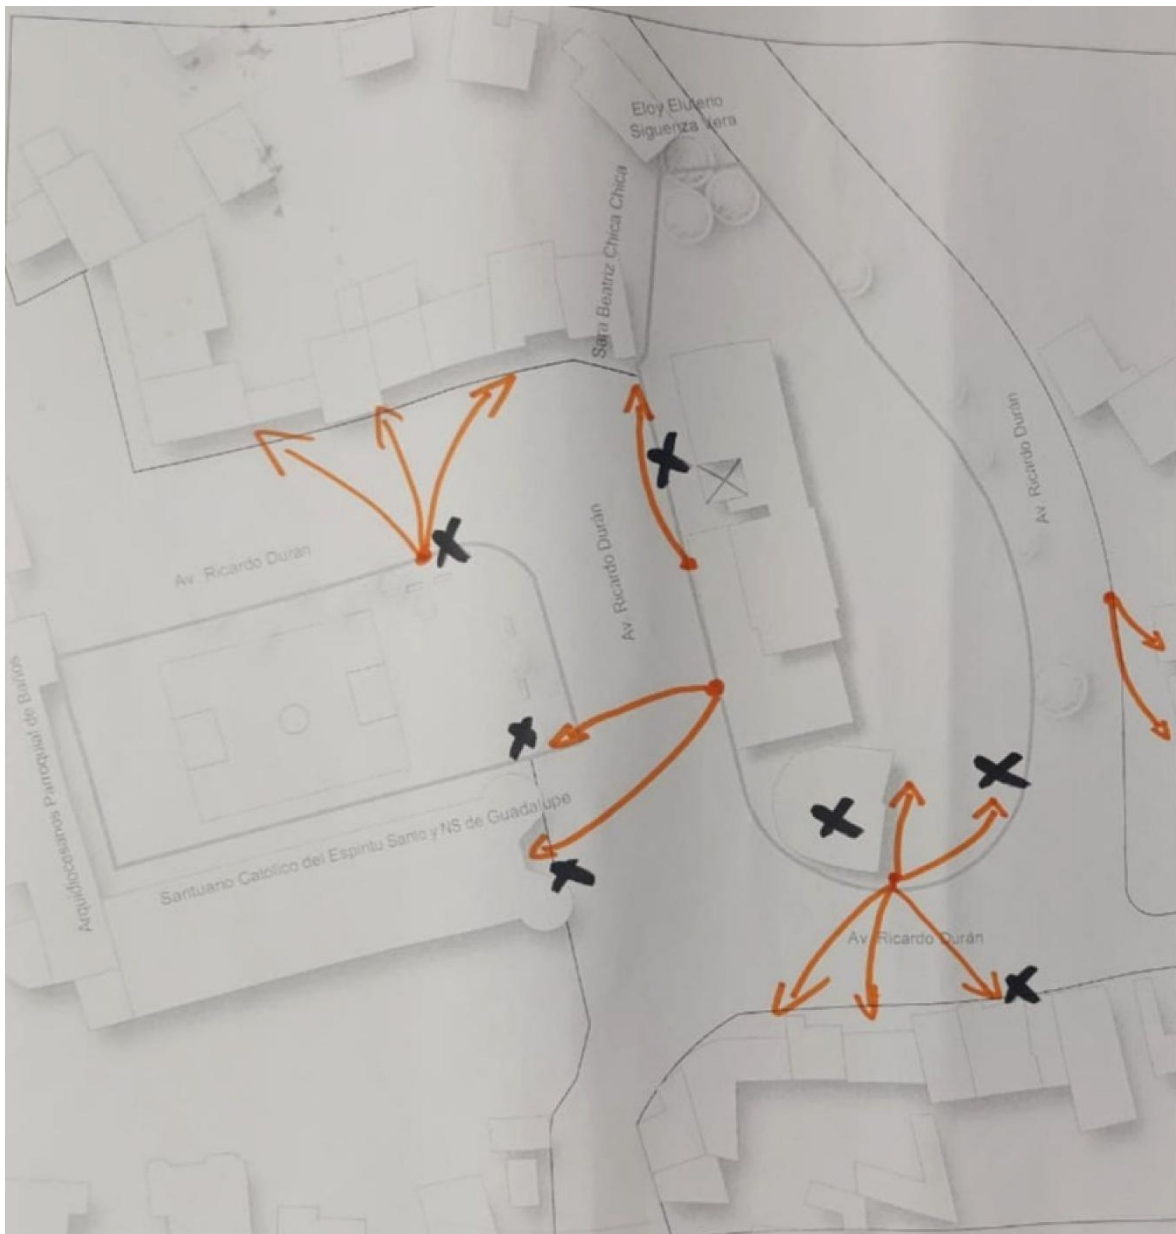 Eloy Eluterio
Siguenza Vera
Sara Beatriz Chica Chica
Av. Ricardo Durán
Av. Ricardo Durán
Av. Ricardo Durán
Arquidiocesanos Parroquial de Baños
Santuario Católico del Espíritu Santo y NS de Guadalupe
Av. Ricardo Durán